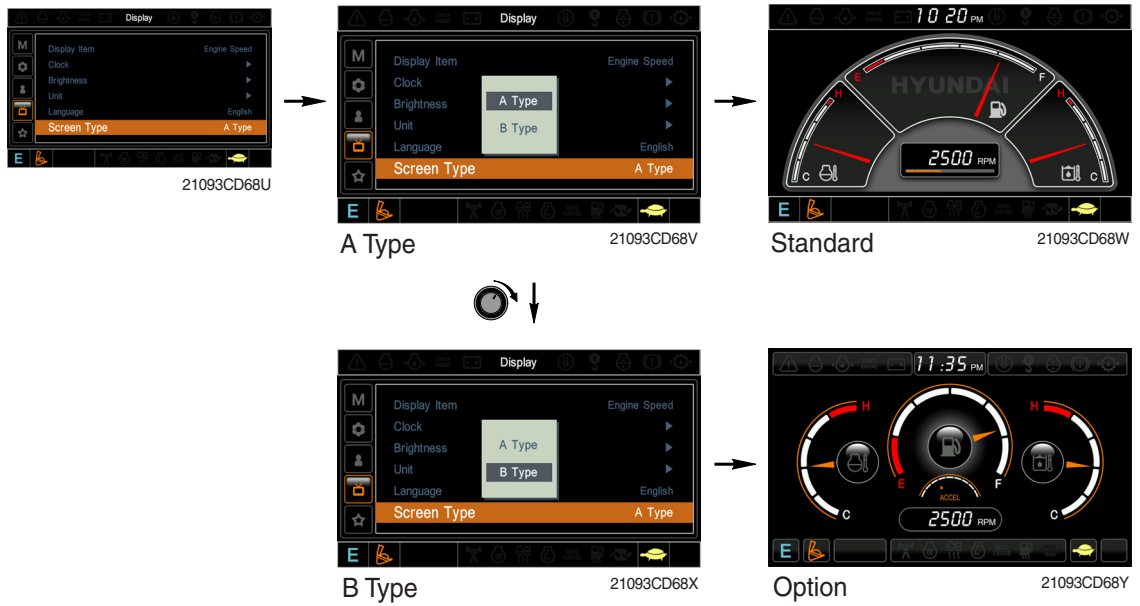 Display
M
Display Item Engine Speed
Clock
Brightness
Unit
Language English
Screen Type A Type
E
21093CD68U
Display
M
Display Item Engine Speed
Clock
Brightness
Unit
Language English
Screen Type A Type
A Type
B Type
E
A Type
21093CD68V
10 20 PM
HYUNDAI
E F
H H
C C
2500 RPM
E
Standard
21093CD68W
Display
M
Display Item Engine Speed
Clock
Brightness
Unit
Language English
Screen Type A Type
A Type
B Type
E
B Type
21093CD68X
11:35 PM
H H
E F
C C
ACCEL
2500 RPM
E
Option
21093CD68Y